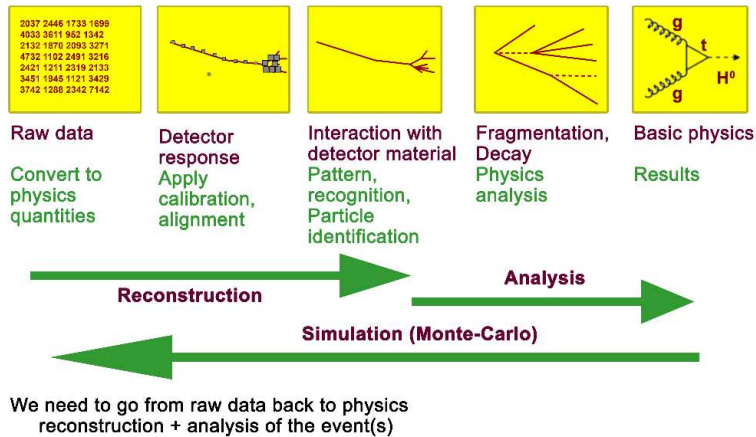 2037 2446 1733 1699
4033 3611 952 1342
2132 1870 2093 3271
4732 1102 2491 3216
2421 1211 2319 2133
3451 1945 1121 3429
3742 1288 2342 7142
g
t
H⁰
g
Raw data
Convert to
physics
quantities
Detector
response
Apply
calibration,
alignment
Interaction with
detector material
Pattern,
recognition,
Particle
identification
Fragmentation,
Decay
Physics
analysis
Basic physics
Results
Reconstruction
Analysis
Simulation (Monte-Carlo)
We need to go from raw data back to physics
reconstruction + analysis of the event(s)